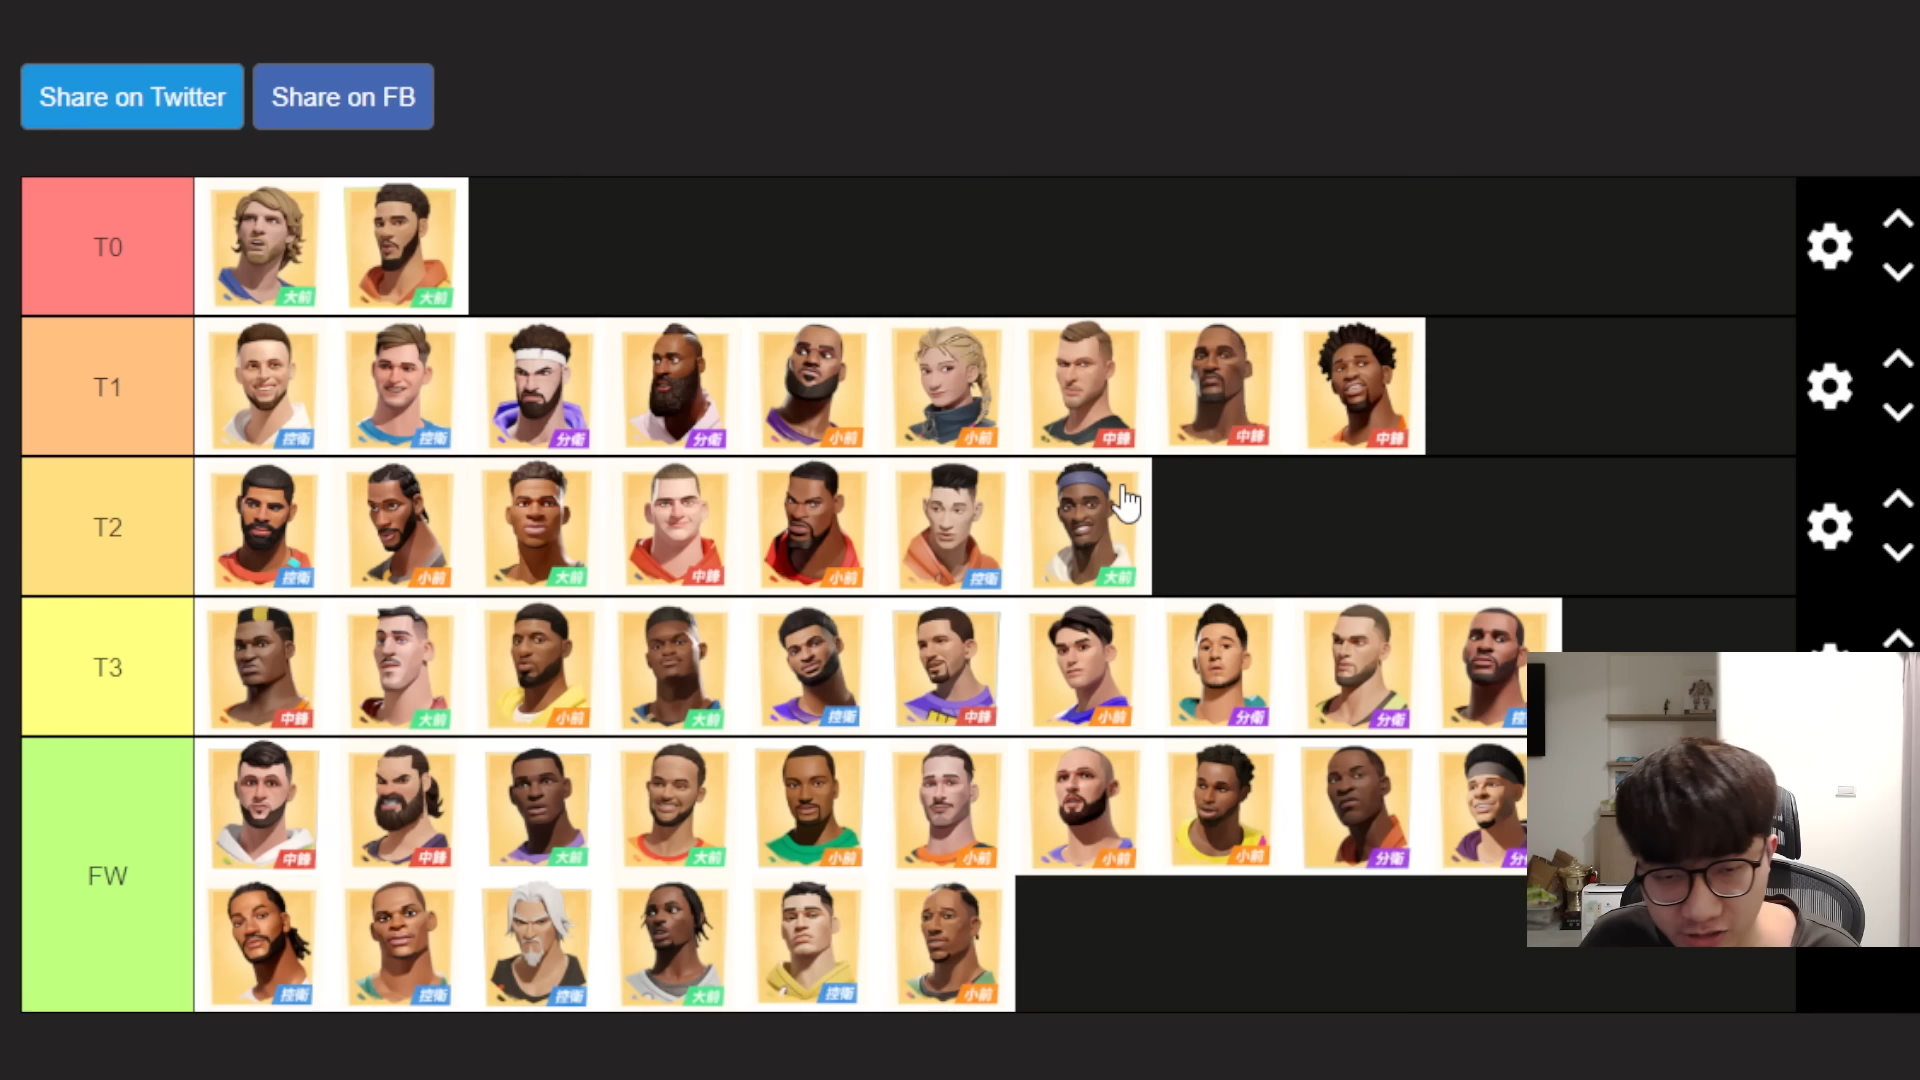 Share on Twitter Share on FB
T0 大前 大前
T1 控衛 控衛 分衛 分衛 小前 小前 中鋒 中鋒 中鋒
T2 控衛 小前 大前 中鋒 小前 控衛 大前
T3 中鋒 大前 小前 大前 控衛 中鋒 小前 分衛 分衛 控
FW 中鋒 中鋒 大前 大前 小前 小前 小前 小前 分衛 分
控衛 控衛 控衛 大前 控衛 小前